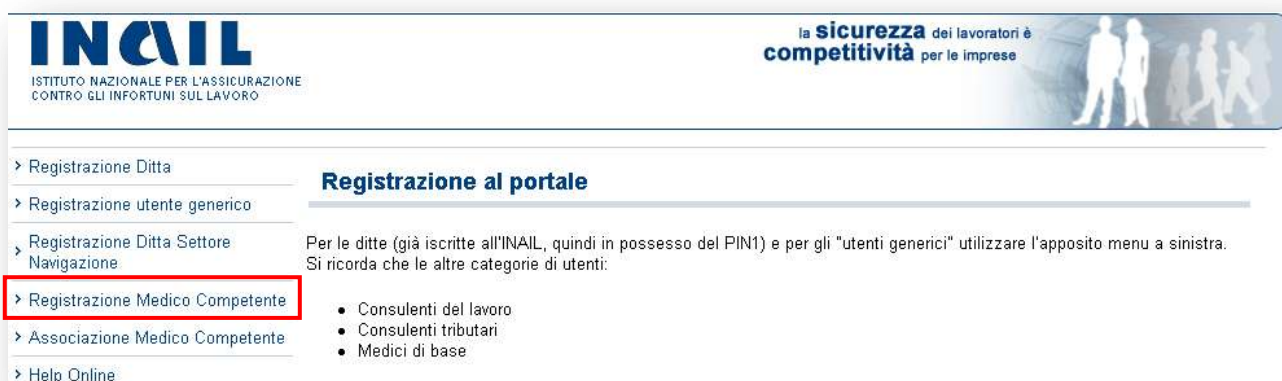 INAIL
ISTITUTO NAZIONALE PER L'ASSICURAZIONE
CONTRO GLI INFORTUNI SUL LAVORO
la sicurezza dei lavoratori è
competitività per le imprese
Registrazione Ditta
Registrazione utente generico
Registrazione Ditta Settore
Navigazione
Registrazione Medico Competente
Associazione Medico Competente
Help Online
Registrazione al portale
Per le ditte (già iscritte all'INAIL, quindi in possesso del PIN1) e per gli "utenti generici" utilizzare l'apposito menu a sinistra.
Si ricorda che le altre categorie di utenti:
• Consulenti del lavoro
• Consulenti tributari
• Medici di base